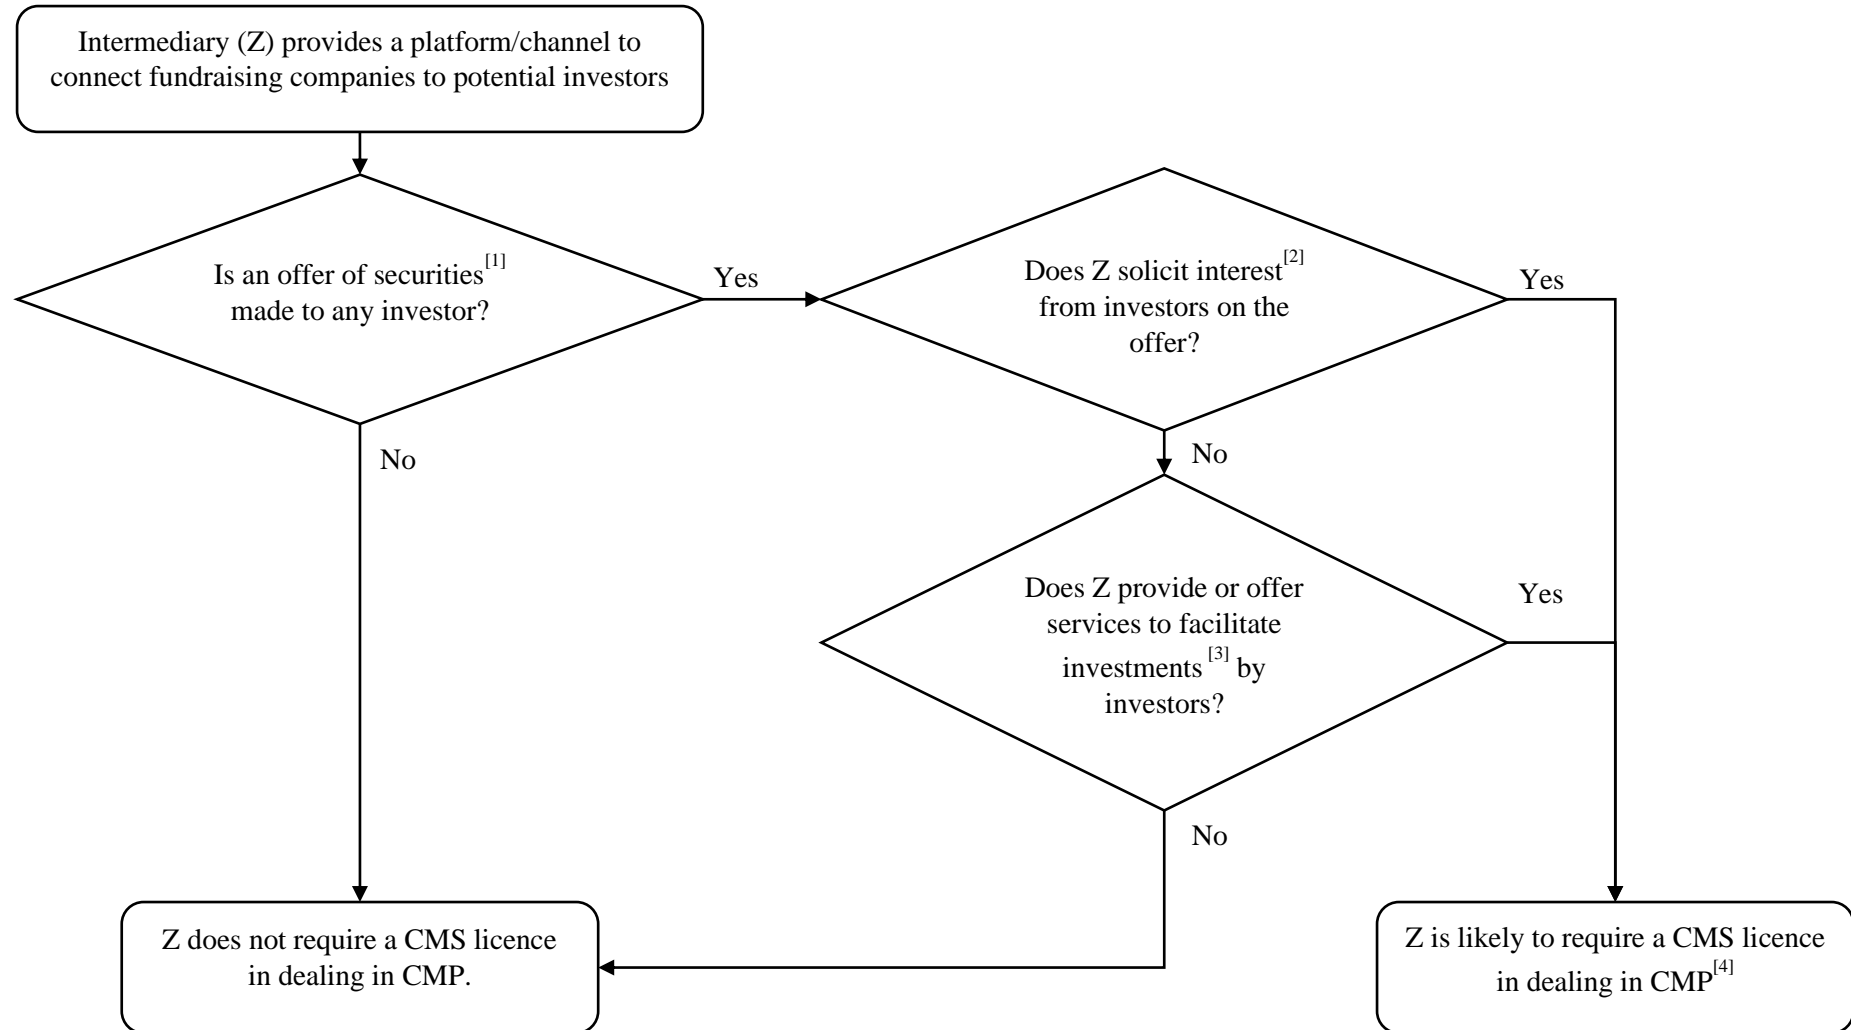 Intermediary (Z) provides a platform/channel to
connect fundraising companies to potential investors
Is an offer of securities[1]
made to any investor?
Yes
Does Z solicit interest[2]
from investors on the
offer?
Yes
No
No
Does Z provide or offer
services to facilitate
investments [3] by
investors?
Yes
No
Z does not require a CMS licence
in dealing in CMP.
Z is likely to require a CMS licence
in dealing in CMP[4]